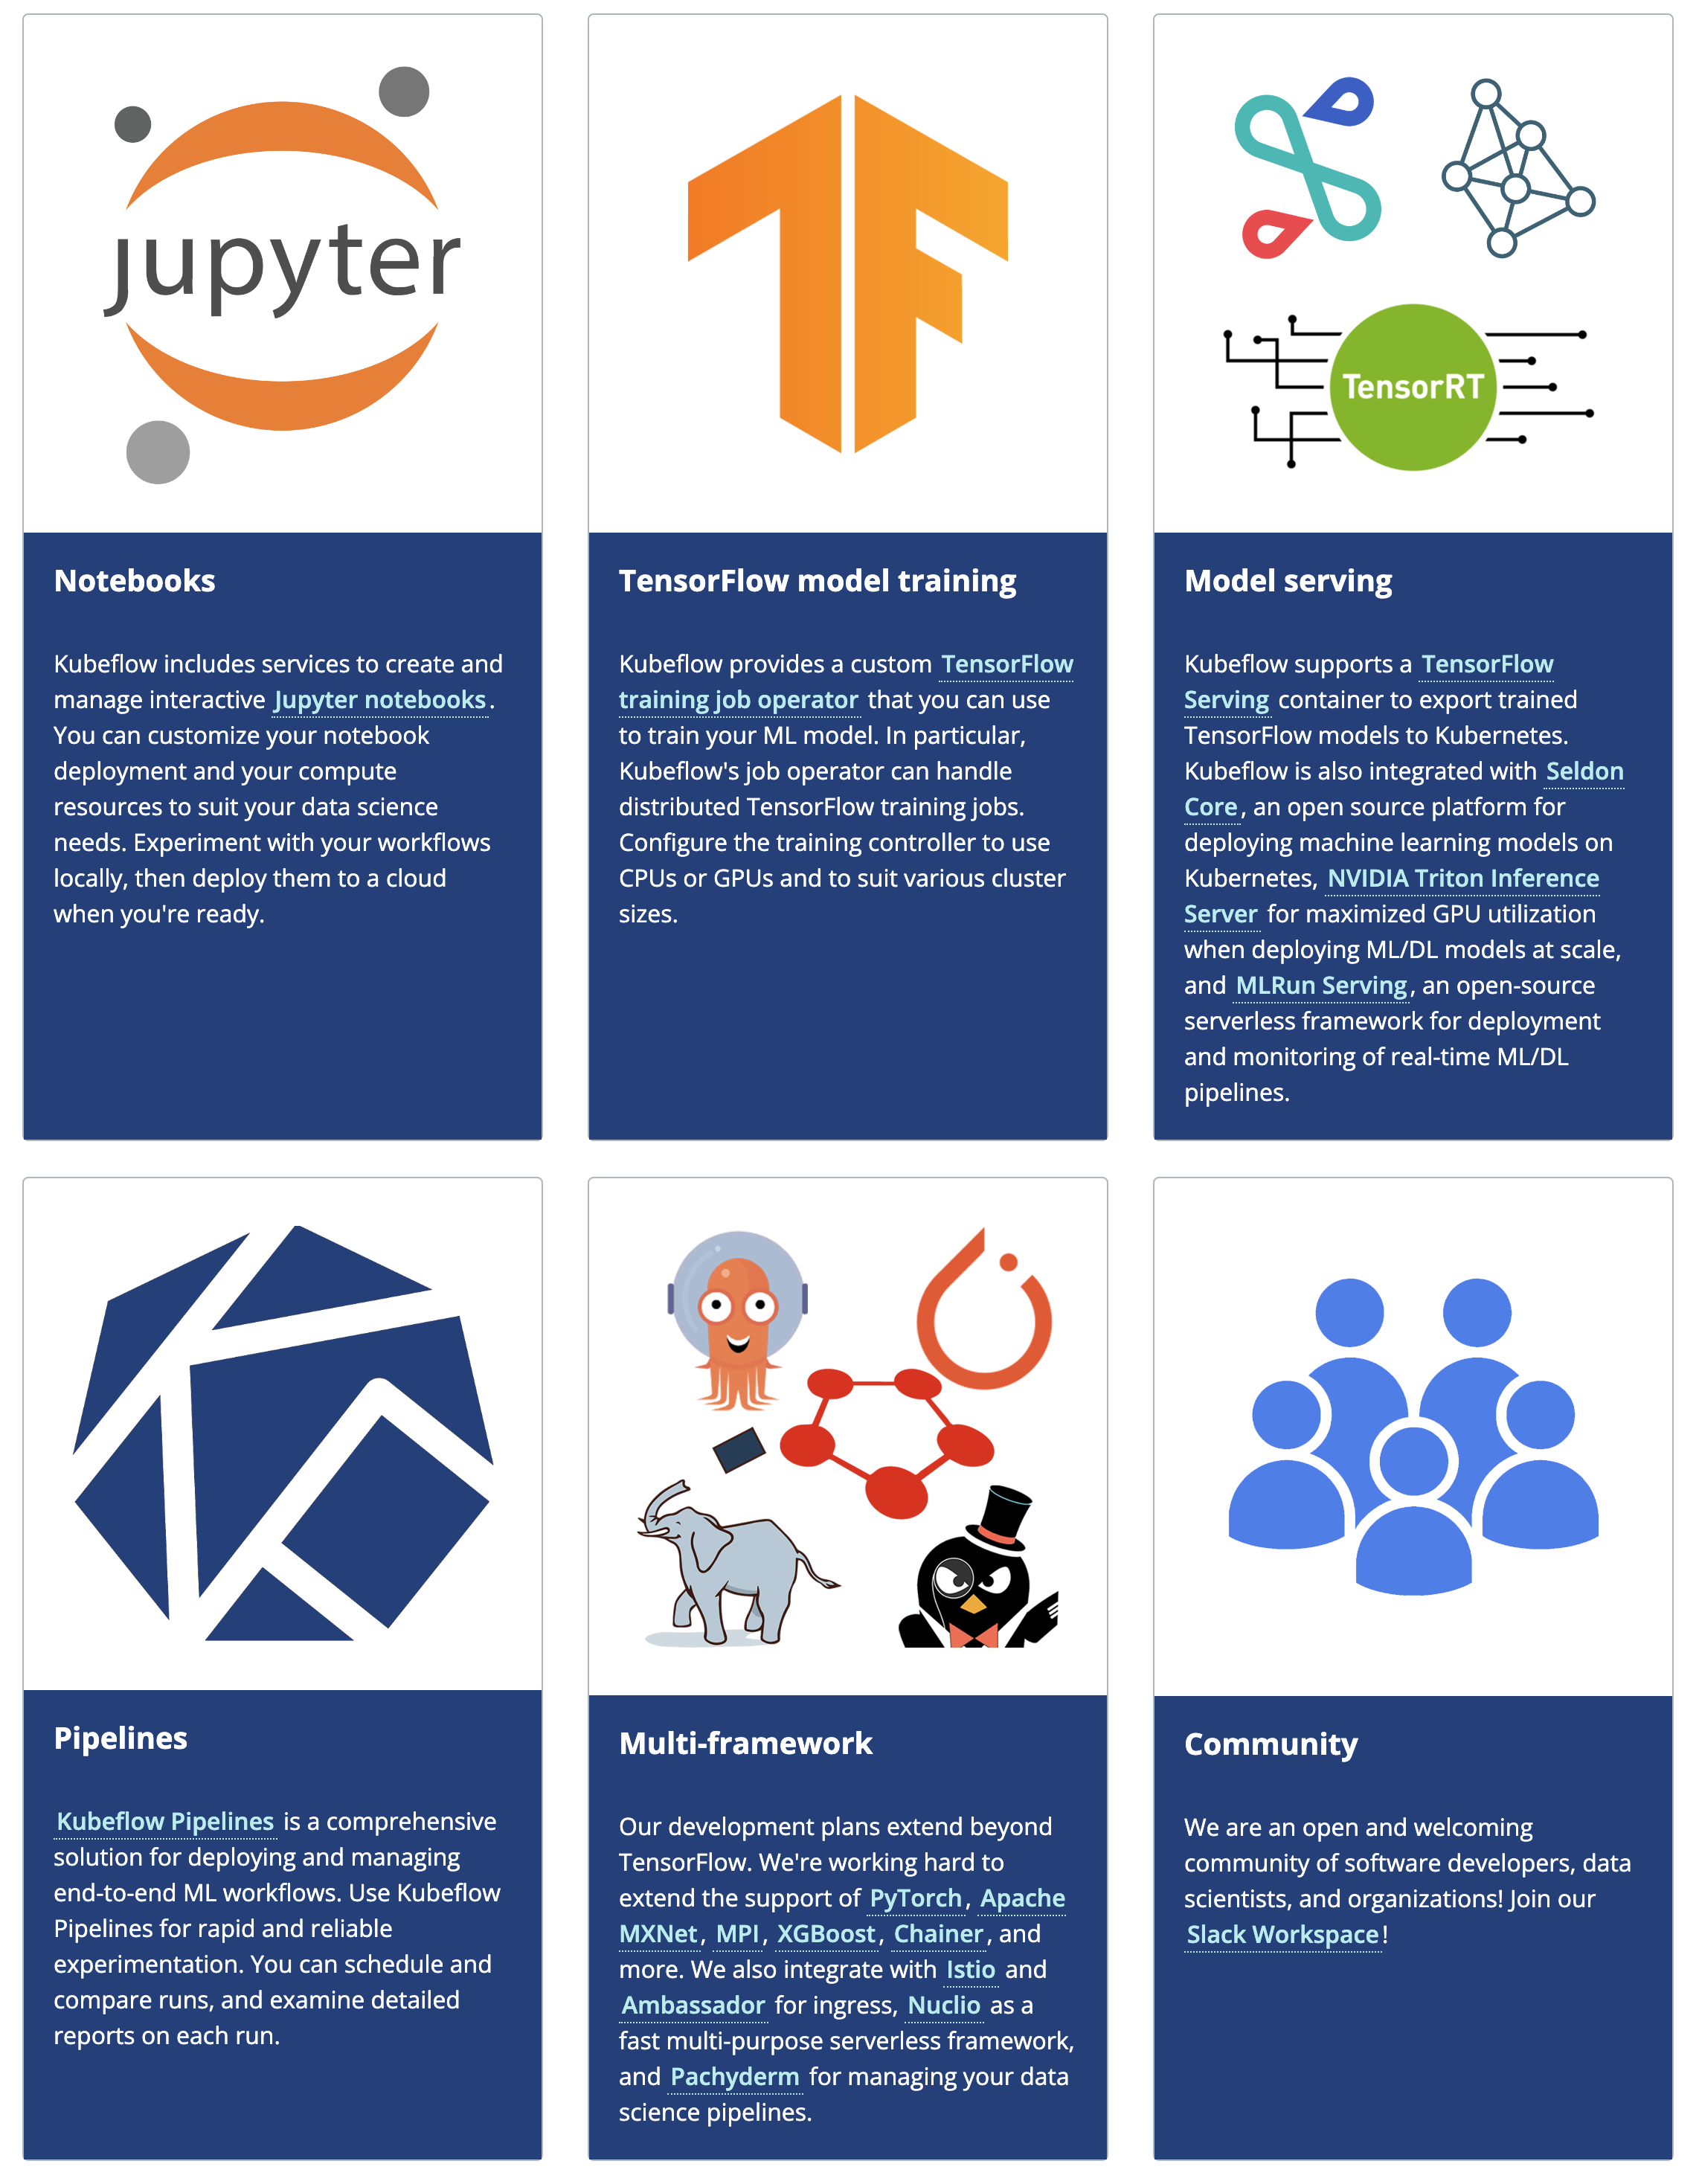 jupyter
Notebooks
Kubeflow includes services to create and
manage interactive Jupyter notebooks.
You can customize your notebook
deployment and your compute
resources to suit your data science
needs. Experiment with your workflows
locally, then deploy them to a cloud
when you're ready.
TensorFlow model training
Kubeflow provides a custom TensorFlow
training job operator that you can use
to train your ML model. In particular,
Kubeflow's job operator can handle
distributed TensorFlow training jobs.
Configure the training controller to use
CPUs or GPUs and to suit various cluster
sizes.
TensorRT
Model serving
Kubeflow supports a TensorFlow
Serving container to export trained
TensorFlow models to Kubernetes.
Kubeflow is also integrated with Seldon
Core, an open source platform for
deploying machine learning models on
Kubernetes, NVIDIA Triton Inference
Server for maximized GPU utilization
when deploying ML/DL models at scale,
and MLRun Serving, an open-source
serverless framework for deployment
and monitoring of real-time ML/DL
pipelines.
Pipelines
Kubeflow Pipelines is a comprehensive
solution for deploying and managing
end-to-end ML workflows. Use Kubeflow
Pipelines for rapid and reliable
experimentation. You can schedule and
compare runs, and examine detailed
reports on each run.
Multi-framework
Our development plans extend beyond
TensorFlow. We're working hard to
extend the support of PyTorch, Apache
MXNet, MPI, XGBoost, Chainer, and
more. We also integrate with Istio and
Ambassador for ingress, Nuclio as a
fast multi-purpose serverless framework,
and Pachyderm for managing your data
science pipelines.
Community
We are an open and welcoming
community of software developers, data
scientists, and organizations! Join our
Slack Workspace!